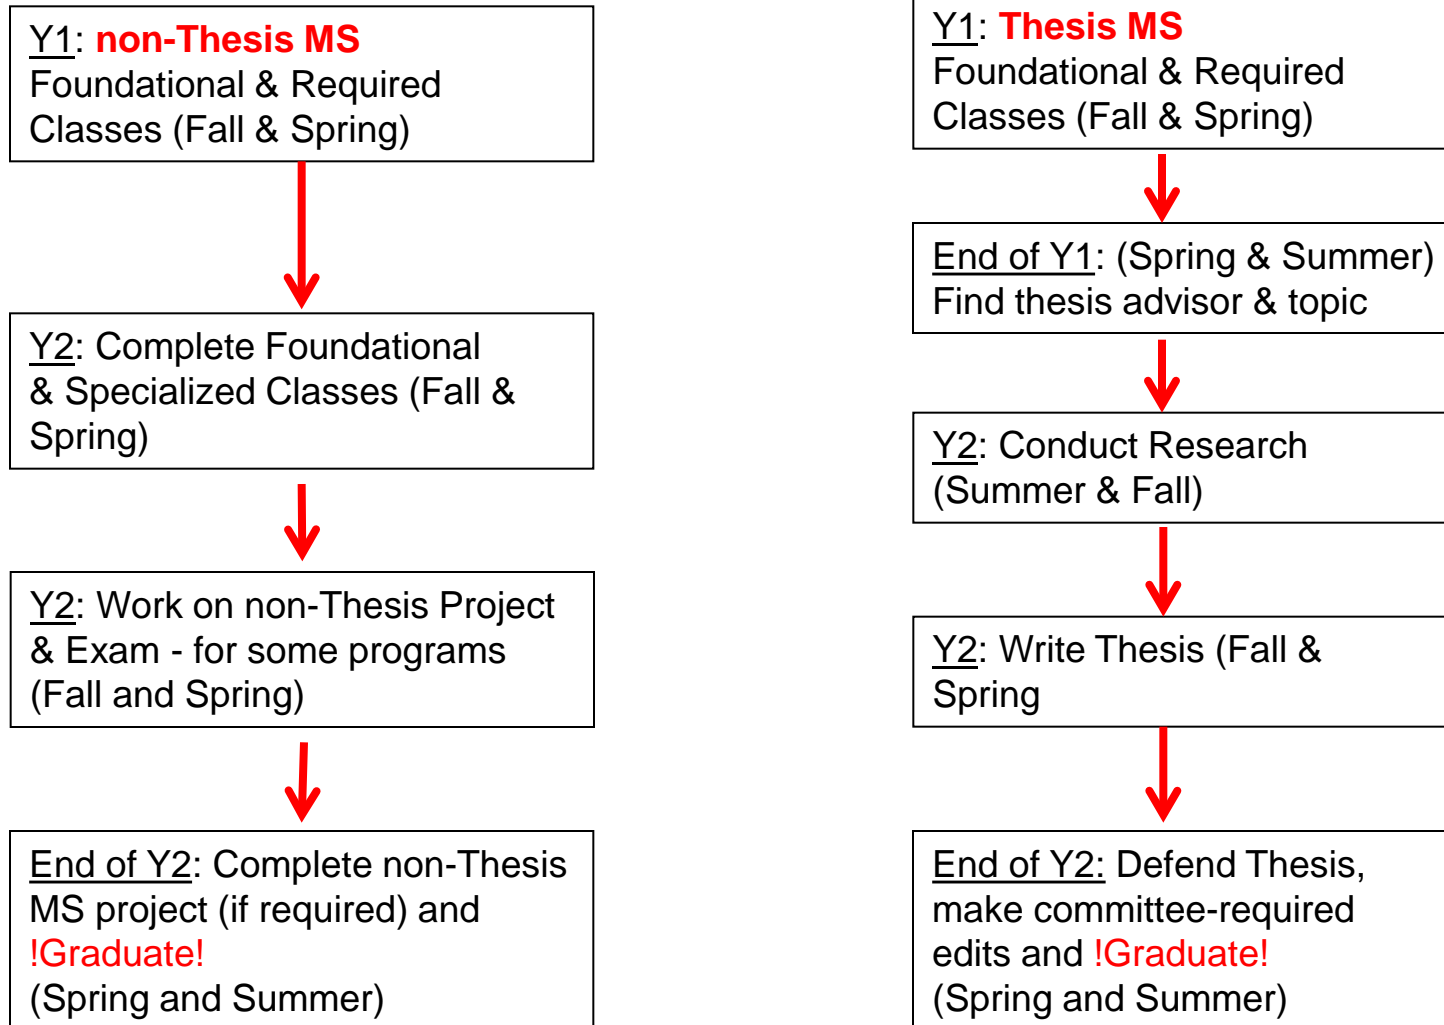 Y1: non-Thesis MS
Foundational & Required
Classes (Fall & Spring)
Y2: Complete Foundational
& Specialized Classes (Fall &
Spring)
Y2: Work on non-Thesis Project
& Exam - for some programs
(Fall and Spring)
End of Y2: Complete non-Thesis
MS project (if required) and
!Graduate!
(Spring and Summer)
Y1: Thesis MS
Foundational & Required
Classes (Fall & Spring)
End of Y1: (Spring & Summer)
Find thesis advisor & topic
Y2: Conduct Research
(Summer & Fall)
Y2: Write Thesis (Fall &
Spring
End of Y2: Defend Thesis,
make committee-required
edits and !Graduate!
(Spring and Summer)